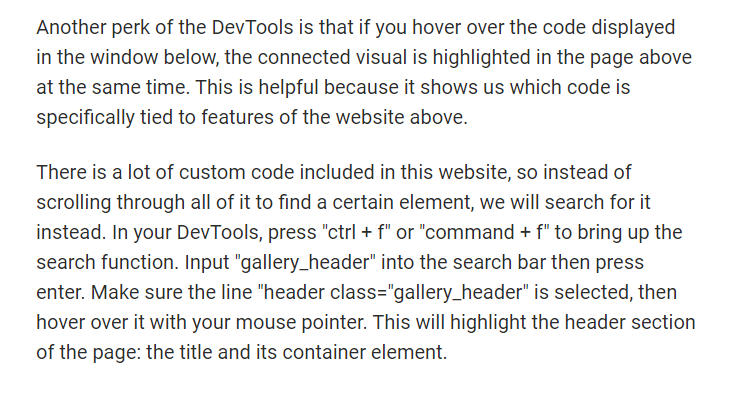 Another perk of the DevTools is that if you hover over the code displayed
in the window below, the connected visual is highlighted in the page above
at the same time. This is helpful because it shows us which code is
specifically tied to features of the website above.
There is a lot of custom code included in this website, so instead of
scrolling through all of it to find a certain element, we will search for it
instead. In your DevTools, press "ctrl + f" or "command + f" to bring up the
search function. Input "gallery_header" into the search bar then press
enter. Make sure the line "header class="gallery_header" is selected, then
hover over it with your mouse pointer. This will highlight the header section
of the page: the title and its container element.